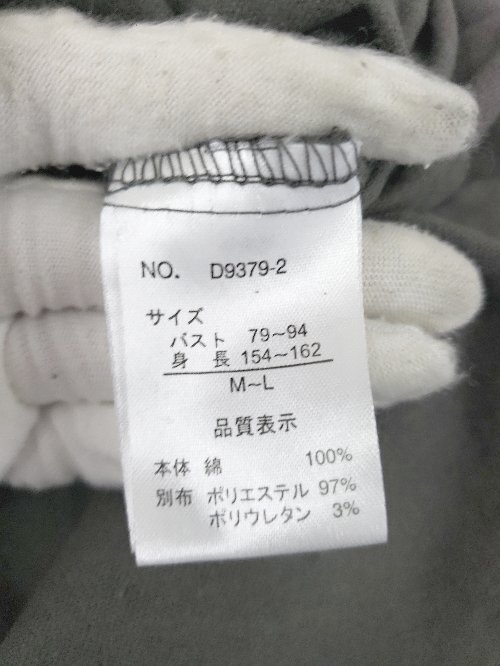 NO. D9379-2
サイズ
バスト 79~94
身 長 154~162
M~L
品質表示
本体 綿 100%
別布 ポリエステル 97%
ポリウレタン 3%